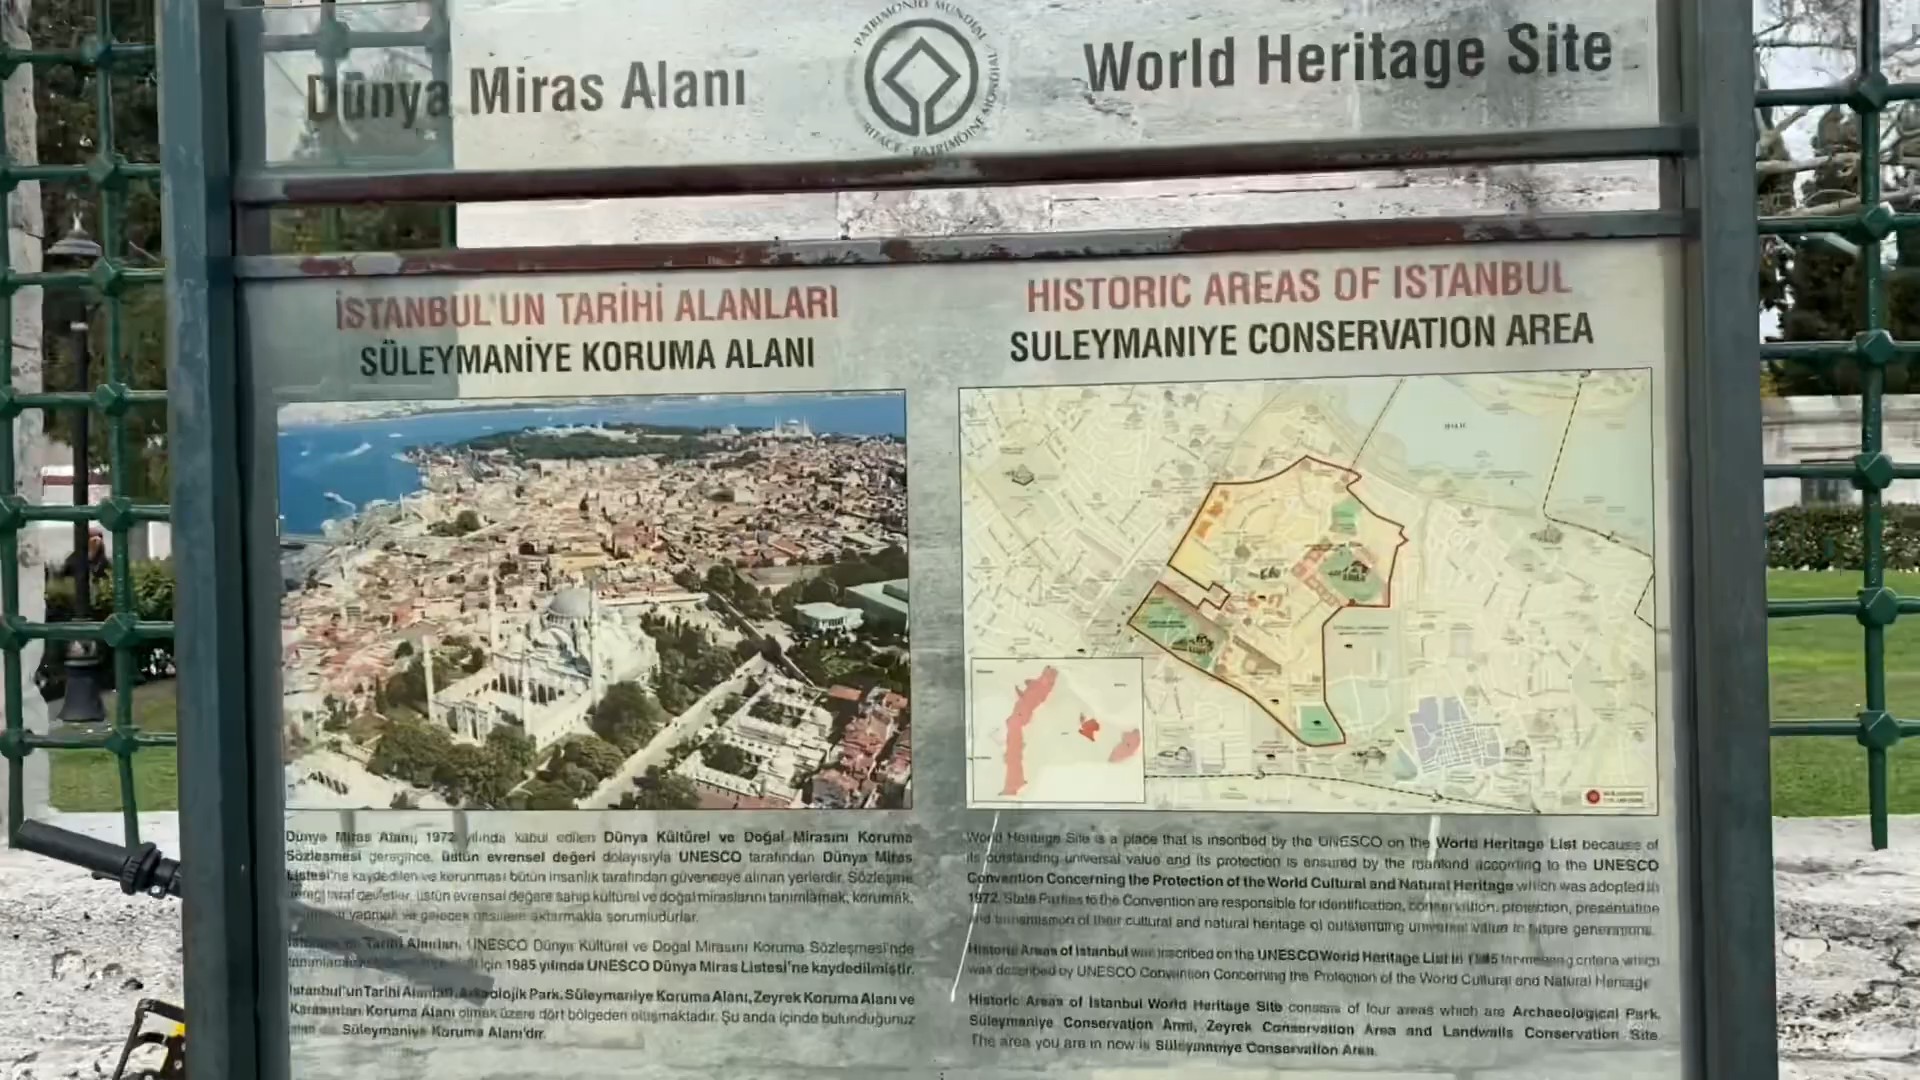 Dünya Miras Alanı
PATRIMONIO MUNDIAL
PATRIMOINE MONDIAL
World Heritage Site
İSTANBUL'UN TARİHİ ALANLARI
SÜLEYMANİYE KORUMA ALANI
HISTORIC AREAS OF ISTANBUL
SULEYMANIYE CONSERVATION AREA
HALİÇ
Dünya Miras Alanı, 1972 yılında kabul edilen Dünya Kültürel ve Doğal Mirasını Koruma
Sözleşmesi gereğince, üstün evrensel değeri dolayısıyla UNESCO tarafından Dünya Miras
Listesi'ne kaydedilen ve korunması bütün insanlık tarafından güvenceye alınan yerlerdir. Sözleşme
gereği taraf devletler, üstün evrensel değere sahip kültürel ve doğal miraslarını tanımlamak, korumak,
yapmak ve gelecek nesillere aktarmakla sorumludurlar.
Tarihi Alanları, UNESCO Dünya Kültürel ve Doğal Mirasını Koruma Sözleşmesi'nde
için 1985 yılında UNESCO Dünya Miras Listesi'ne kaydedilmiştir.
İstanbul'un Tarihi Alanları, Arkeolojik Park, Süleymaniye Koruma Alanı, Zeyrek Koruma Alanı ve
Karasurları Koruma Alanı olmak üzere dört bölgeden oluşmaktadır. Şu anda içinde bulunduğunuz
Süleymaniye Koruma Alanı'dır.
World Heritage Site is a place that is inscribed by the UNESCO on the World Heritage List because of
its outstanding universal value and its protection is ensured by the mankind according to the UNESCO
Convention Concerning the Protection of the World Cultural and Natural Heritage which was adopted in
1972. State Parties to the Convention are responsible for identification, conservation, protection, presentation
and transmission of their cultural and natural heritage of outstanding universal value to future generations.
Historic Areas of Istanbul was inscribed on the UNESCO World Heritage List in 1985 for meeting criteria which
was described by UNESCO Convention Concerning the Protection of the World Cultural and Natural Heritage
Historic Areas of İstanbul World Heritage Site consists of four areas which are Archaeological Park,
Süleymaniye Conservation Area, Zeyrek Conservation Area and Landwalls Conservation Site.
The area you are in now is Süleymaniye Conservation Area.